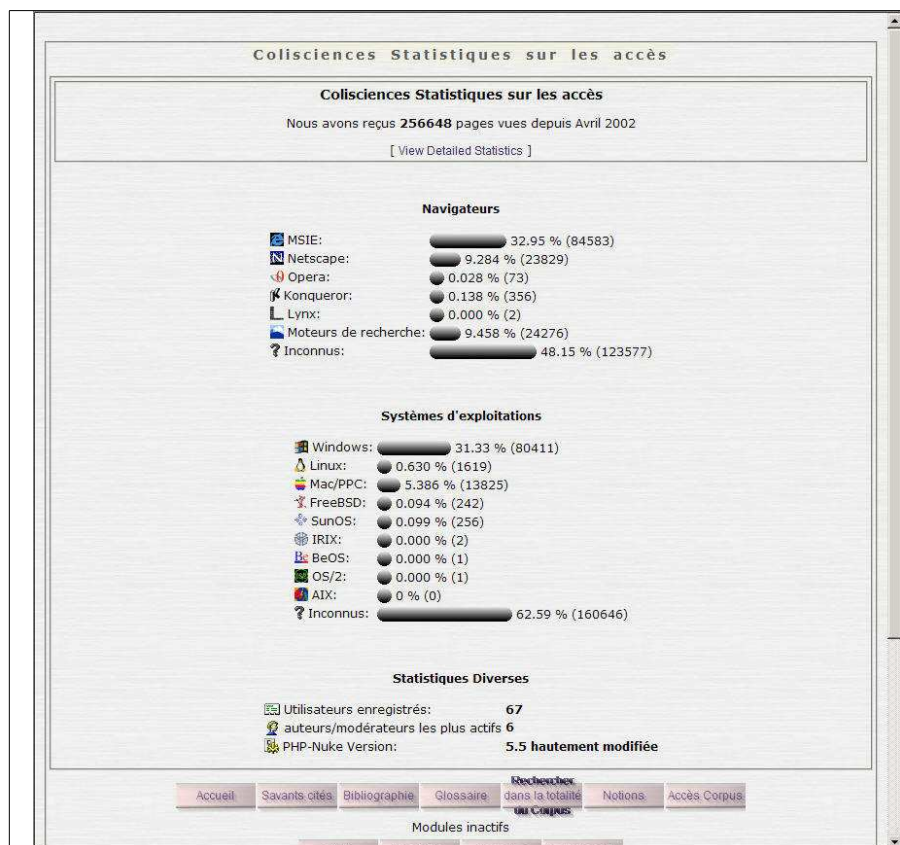 Colisciences Statistiques sur les accès
Colisciences Statistiques sur les accès
Nous avons reçus 256648 pages vues depuis Avril 2002
[ View Detailed Statistics ]
Navigateurs
MSIE: 32.95 % (84583)
Netscape: 9.284 % (23829)
Opera: 0.028 % (73)
Konqueror: 0.138 % (356)
Lynx: 0.000 % (2)
Moteurs de recherche: 9.458 % (24276)
Inconnus: 48.15 % (123577)
Systèmes d'exploitations
Windows: 31.33 % (80411)
Linux: 0.630 % (1619)
Mac/PPC: 5.386 % (13825)
FreeBSD: 0.094 % (242)
SunOS: 0.099 % (256)
IRIX: 0.000 % (2)
BeOS: 0.000 % (1)
OS/2: 0.000 % (1)
AIX: 0 % (0)
Inconnus: 62.59 % (160646)
Statistiques Diverses
Utilisateurs enregistrés: 67
auteurs/modérateurs les plus actifs 6
PHP-Nuke Version: 5.5 hautement modifiée
Accueil Savants cités Bibliographie Glossaire Rechercher dans la totalité du Corpus Notions Accès Corpus
Modules inactifs